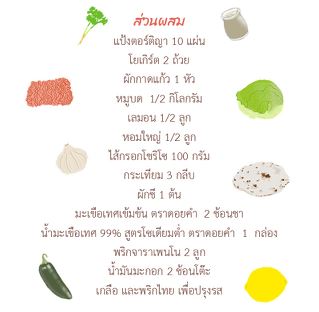 ส่วนผสม
แป้งตอร์ติญา 10 แผ่น
โยเกิร์ต 2 ถ้วย
ผักกาดแก้ว 1 หัว
หมูบด 1/2 กิโลกรัม
เลมอน 1/2 ลูก
หอมใหญ่ 1/2 ลูก
ไส้กรอกโชริโซ 100 กรัม
กระเทียม 3 กลีบ
ผักชี 1 ต้น
มะเขือเทศเข้มข้น ตราดอยคำ 2 ช้อนชา
น้ำมะเขือเทศ 99% สูตรโซเดียมต่ำ ตราดอยคำ 1 กล่อง
พริกจาราเพนโน 2 ลูก
น้ำมันมะกอก 2 ช้อนโต๊ะ
เกลือ และพริกไทย เพื่อปรุงรส